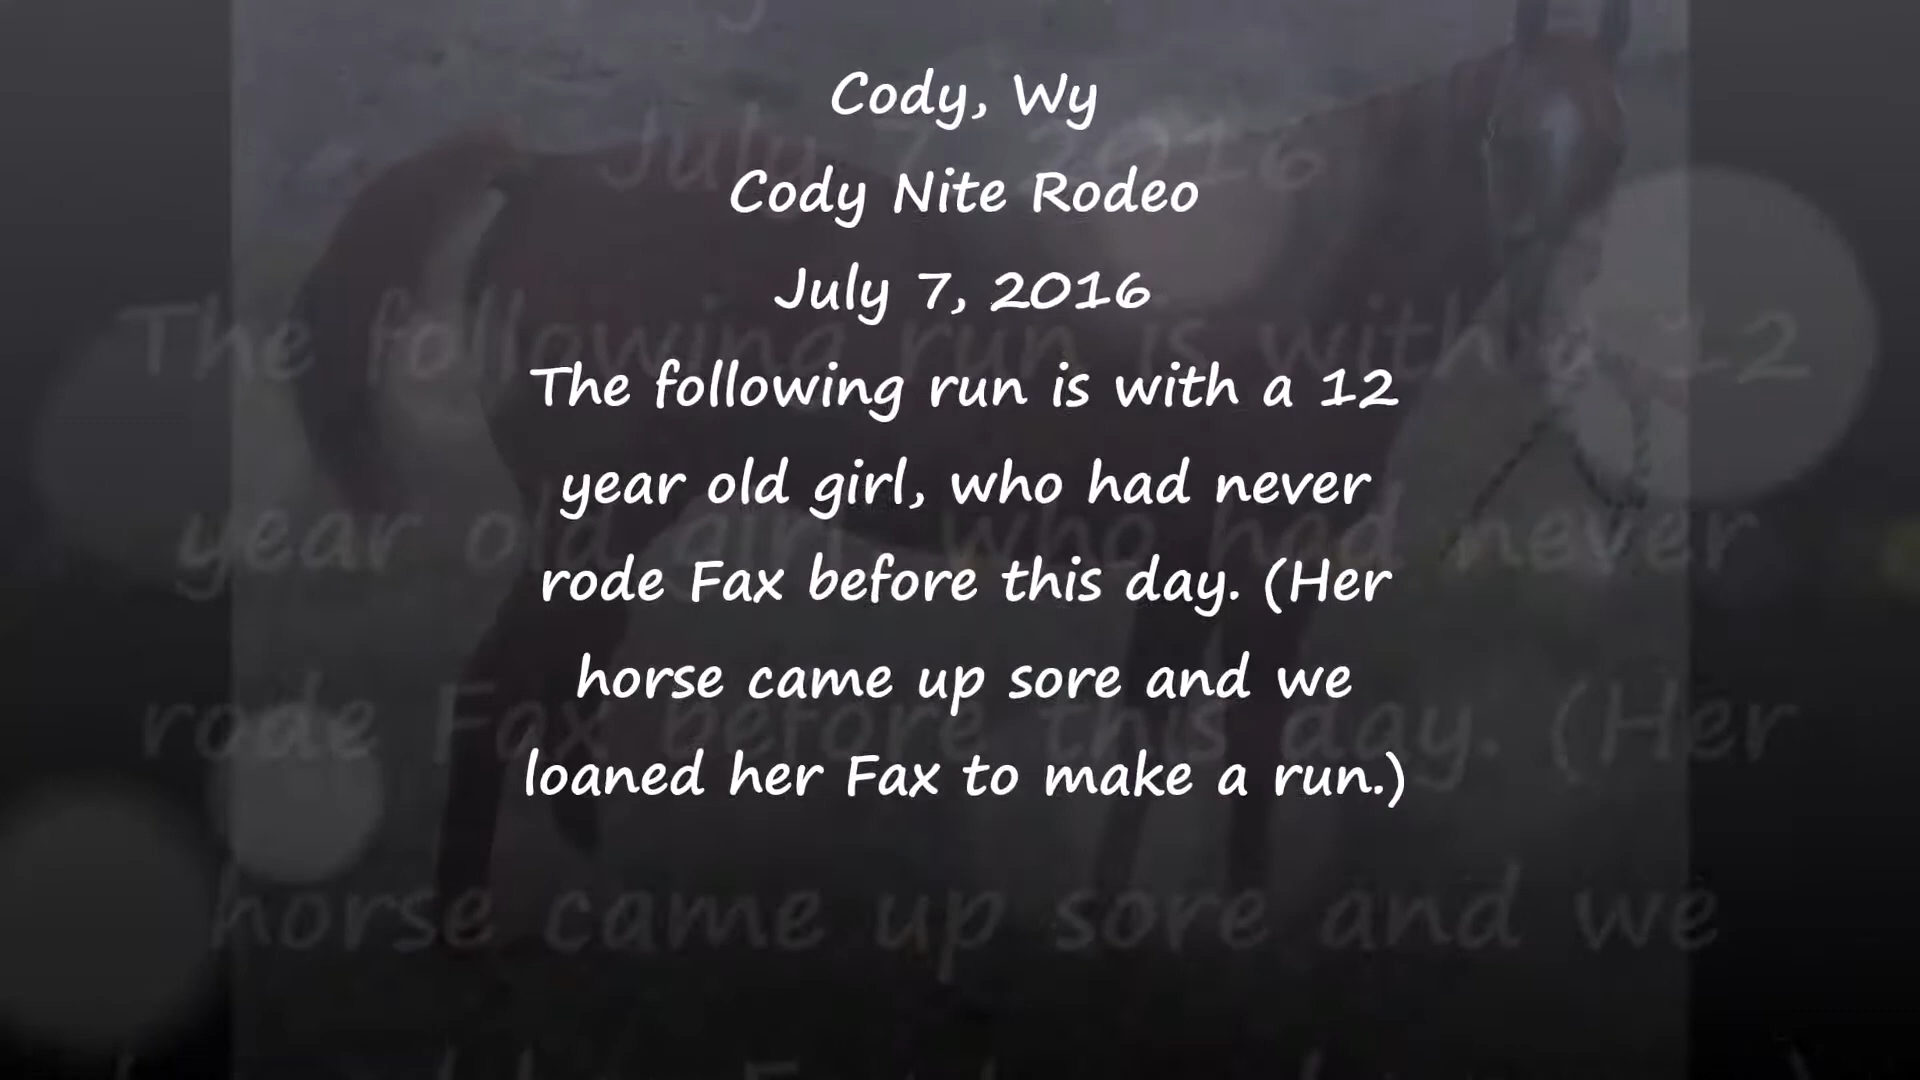 Cody, Wy
Cody Nite Rodeo
July 7, 2016
The following run is with a 12
year old girl, who had never
rode Fax before this day. (Her
horse came up sore and we
loaned her Fax to make a run.)